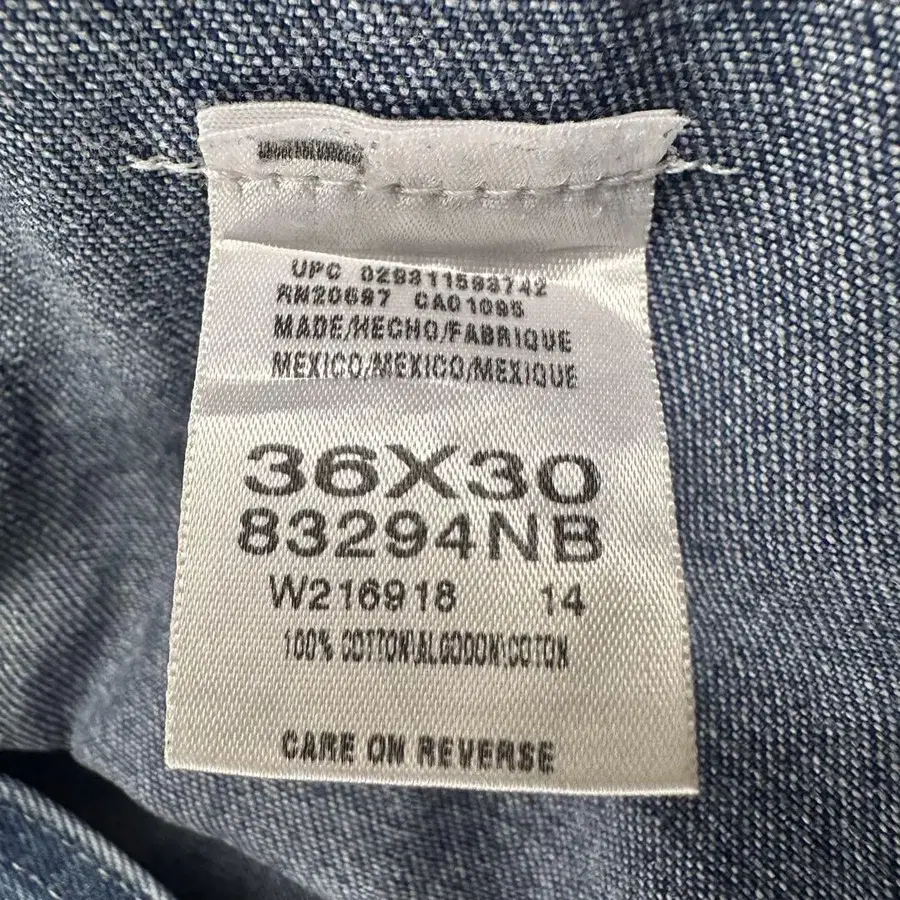 UPC 029311593742
RN20697 CA01095
MADE/HECHO/FABRIQUE
MEXICO/MEXICO/MEXIQUE
36X30
83294NB
W216918 14
100% COTTON\ALGODON\COTON
CARE ON REVERSE